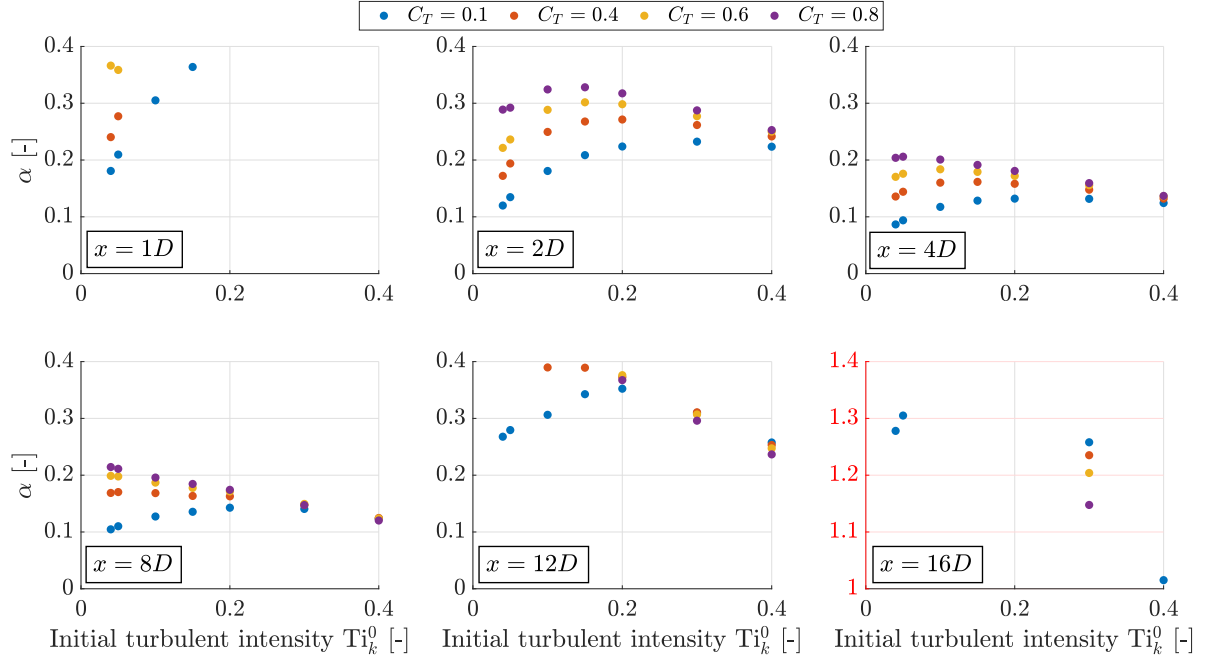 C_T = 0.1 C_T = 0.4 C_T = 0.6 C_T = 0.8
α [-]
0.4
0.3
0.2
0.1
0
x = 1D
0 0.2 0.4
0.4
0.3
0.2
0.1
0
x = 2D
0 0.2 0.4
0.4
0.3
0.2
0.1
0
x = 4D
0 0.2 0.4
α [-]
0.4
0.3
0.2
0.1
0
x = 8D
0 0.2 0.4
Initial turbulent intensity Ti_k^0 [-]
0.4
0.3
0.2
0.1
0
x = 12D
0 0.2 0.4
Initial turbulent intensity Ti_k^0 [-]
1.4
1.3
1.2
1.1
1
x = 16D
0 0.2 0.4
Initial turbulent intensity Ti_k^0 [-]